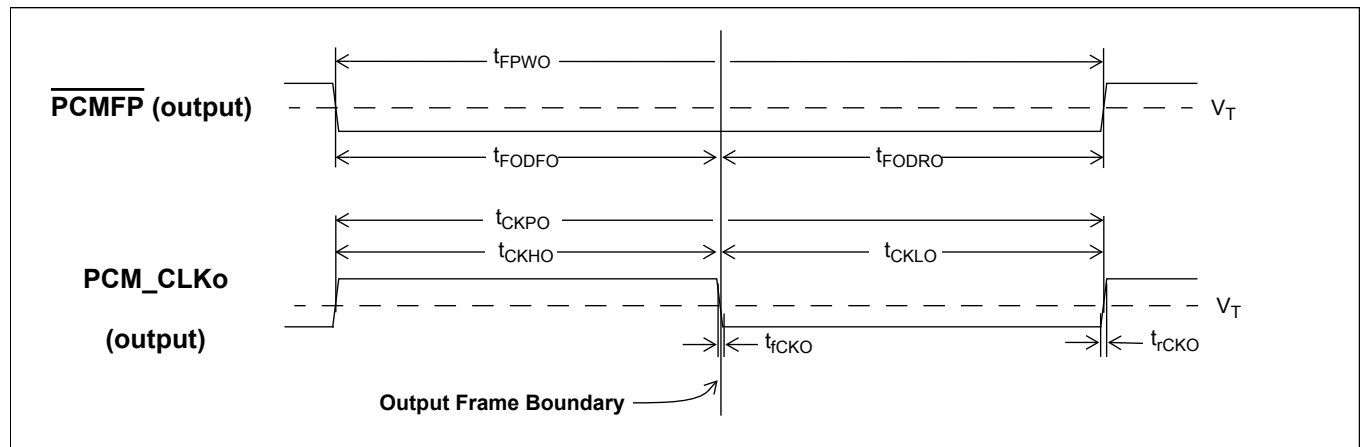 tFPWO
PCMFP (output)
VT
tFODFO
tFODRO
tCKPO
tCKHO
tCKLO
PCM_CLKo
(output)
VT
tfCKO
trCKO
Output Frame Boundary